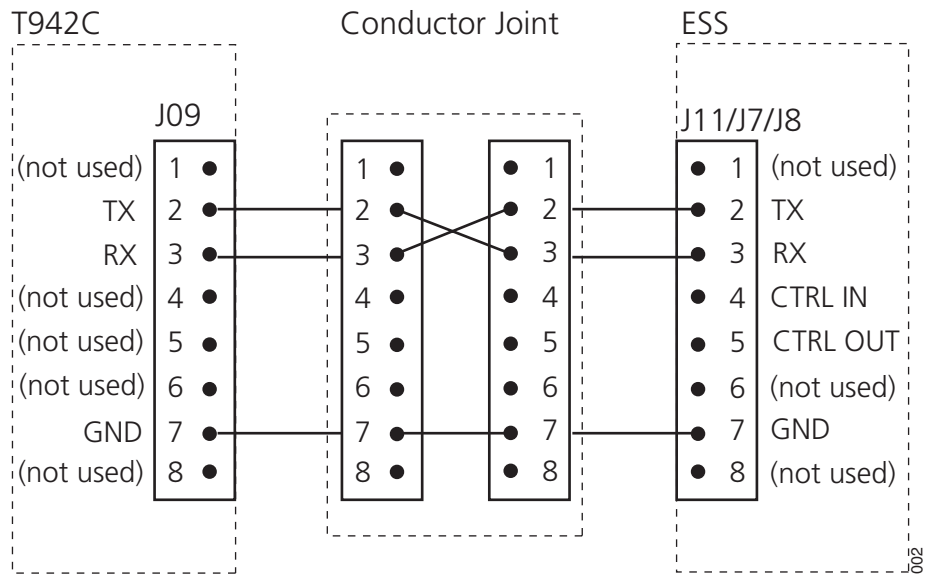 T942C
Conductor Joint
ESS
J09
J11/J7/J8
(not used) 1 1 1 1 (not used)
TX 2 2 2 2 TX
RX 3 3 3 3 RX
(not used) 4 4 4 4 CTRL IN
(not used) 5 5 5 5 CTRL OUT
(not used) 6 6 6 6 (not used)
GND 7 7 7 7 GND
(not used) 8 8 8 8 (not used)
002